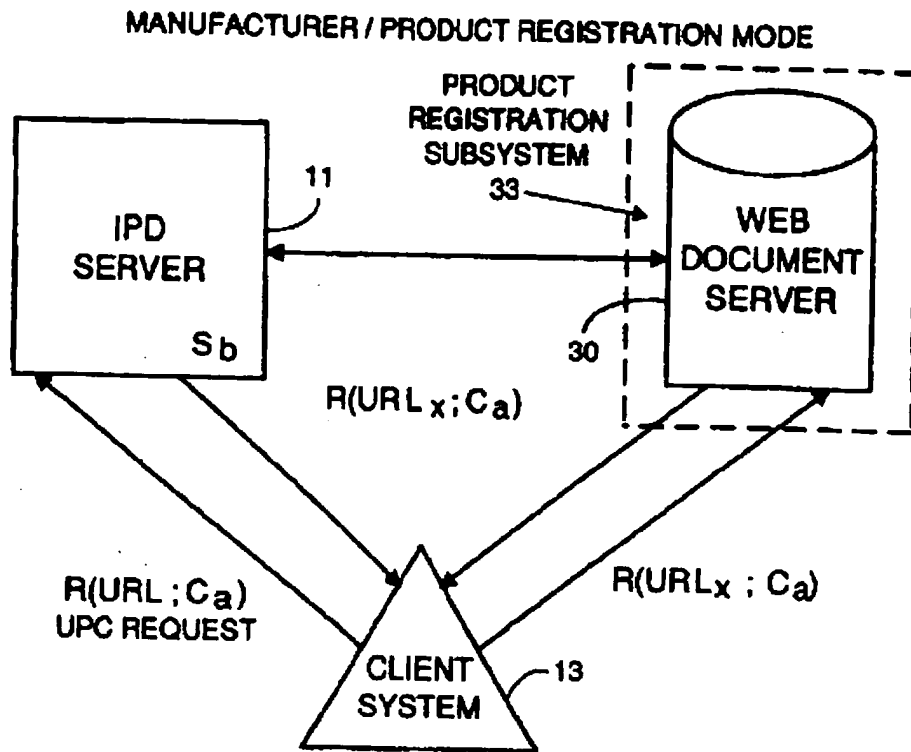 MANUFACTURER / PRODUCT REGISTRATION MODE
PRODUCT
REGISTRATION
SUBSYSTEM
33
11
IPD
SERVER
Sb
WEB
DOCUMENT
SERVER
30
R(URLx; Ca)
R(URL; Ca)
UPC REQUEST
R(URLx; Ca)
CLIENT
SYSTEM
13